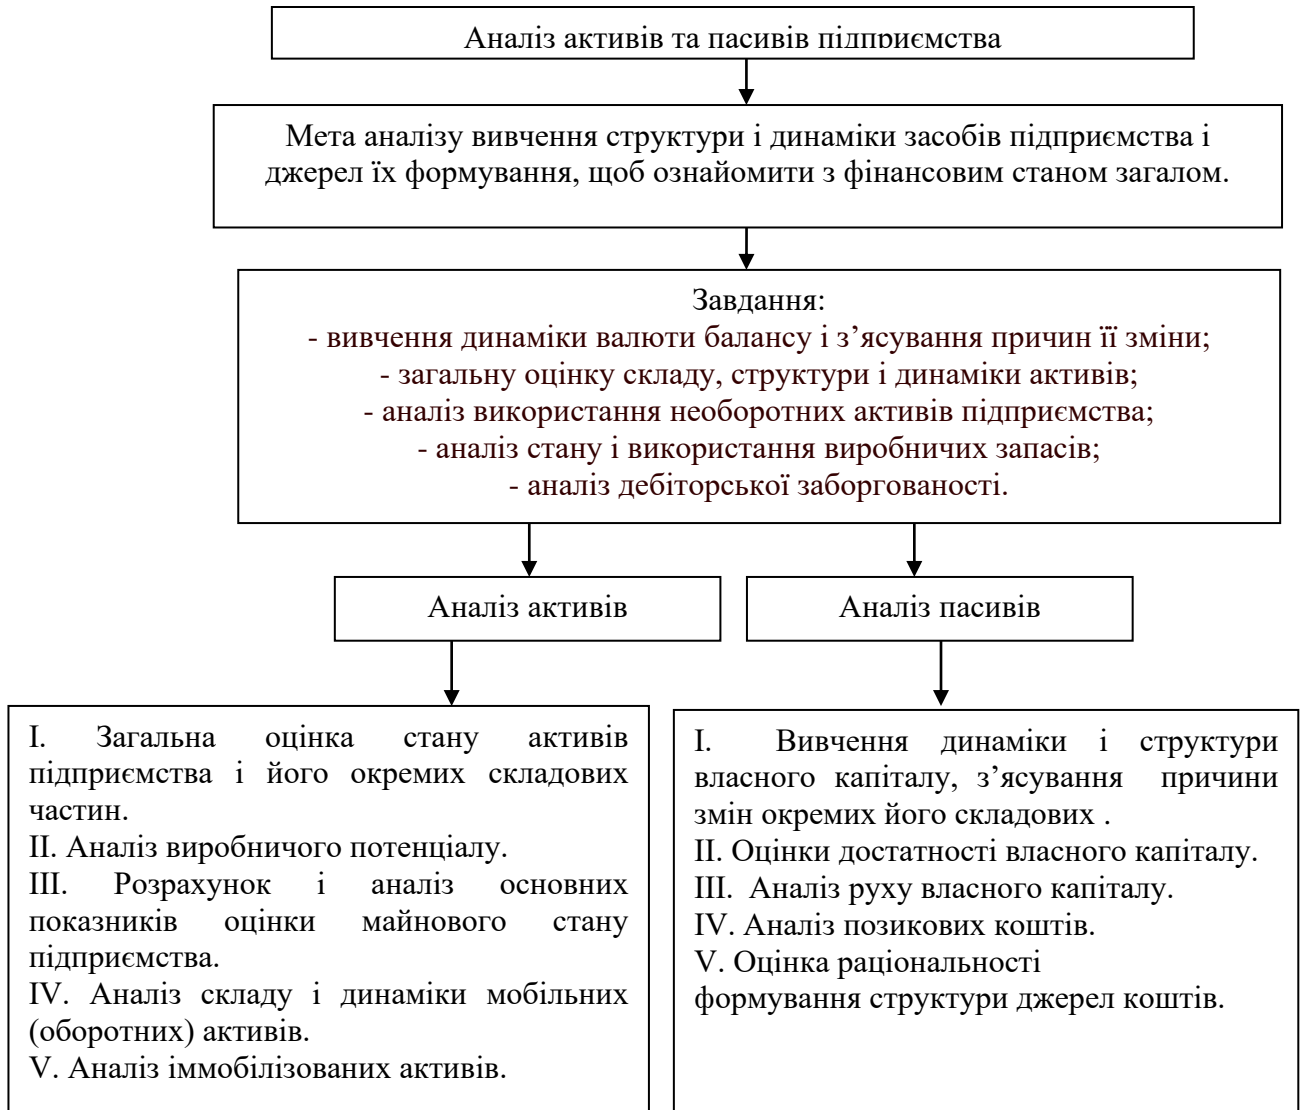 Аналіз активів та пасивів підприємства
Мета аналізу вивчення структури і динаміки засобів підприємства і
джерел їх формування, щоб ознайомити з фінансовим станом загалом.
Завдання:
- вивчення динаміки валюти балансу і з’ясування причин її зміни;
- загальну оцінку складу, структури і динаміки активів;
- аналіз використання необоротних активів підприємства;
- аналіз стану і використання виробничих запасів;
- аналіз дебіторської заборгованості.
Аналіз активів
Аналіз пасивів
I. Загальна оцінка стану активів
підприємства і його окремих складових
частин.
II. Аналіз виробничого потенціалу.
III. Розрахунок і аналіз основних
показників оцінки майнового стану
підприємства.
IV. Аналіз складу і динаміки мобільних
(оборотних) активів.
V. Аналіз іммобілізованих активів.
I. Вивчення динаміки і структури
власного капіталу, з’ясування причини
змін окремих його складових .
II. Оцінки достатності власного капіталу.
III. Аналіз руху власного капіталу.
IV. Аналіз позикових коштів.
V. Оцінка раціональності
формування структури джерел коштів.